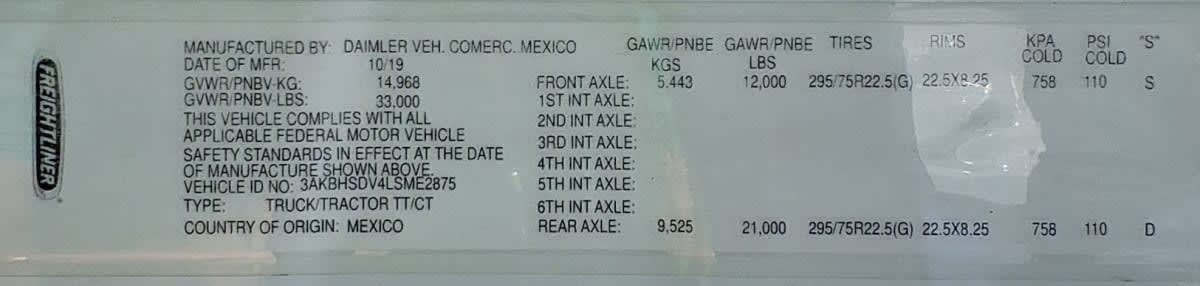 FREIGHTLINER
MANUFACTURED BY: DAIMLER VEH. COMERC. MEXICO GAWR/PNBE GAWR/PNBE TIRES RIMS KPA PSI "S"
DATE OF MFR: 10/19 KGS LBS COLD COLD
GVWR/PNBV-KG: 14,968 FRONT AXLE: 5.443 12,000 295/75R22.5(G) 22.5X8.25 758 110 S
GVWR/PNBV-LBS: 33,000 1ST INT AXLE:
THIS VEHICLE COMPLIES WITH ALL 2ND INT AXLE:
APPLICABLE FEDERAL MOTOR VEHICLE 3RD INT AXLE:
SAFETY STANDARDS IN EFFECT AT THE DATE 4TH INT AXLE:
OF MANUFACTURE SHOWN ABOVE.
VEHICLE ID NO: 3AKBHSDV4LSME2875 5TH INT AXLE:
TYPE: TRUCK/TRACTOR TT/CT 6TH INT AXLE:
COUNTRY OF ORIGIN: MEXICO REAR AXLE: 9,525 21,000 295/75R22.5(G) 22.5X8.25 758 110 D